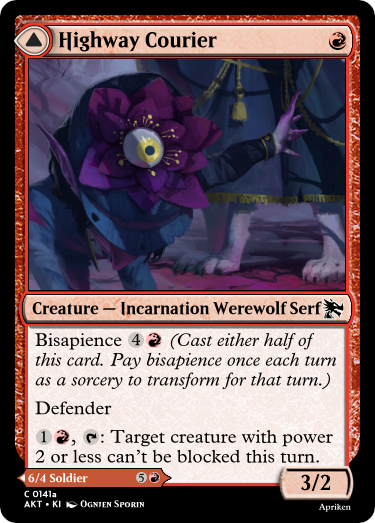 Highway Courier
Creature — Incarnation Werewolf Serf
Bisapience 4 (Cast either half of
this card. Pay bisapience once each turn
as a sorcery to transform for that turn.)
Defender
1 , : Target creature with power
2 or less can't be blocked this turn.
6/4 Soldier 5
3/2
C 0141a
AKT • KI Ognjen Sporin
Apriken